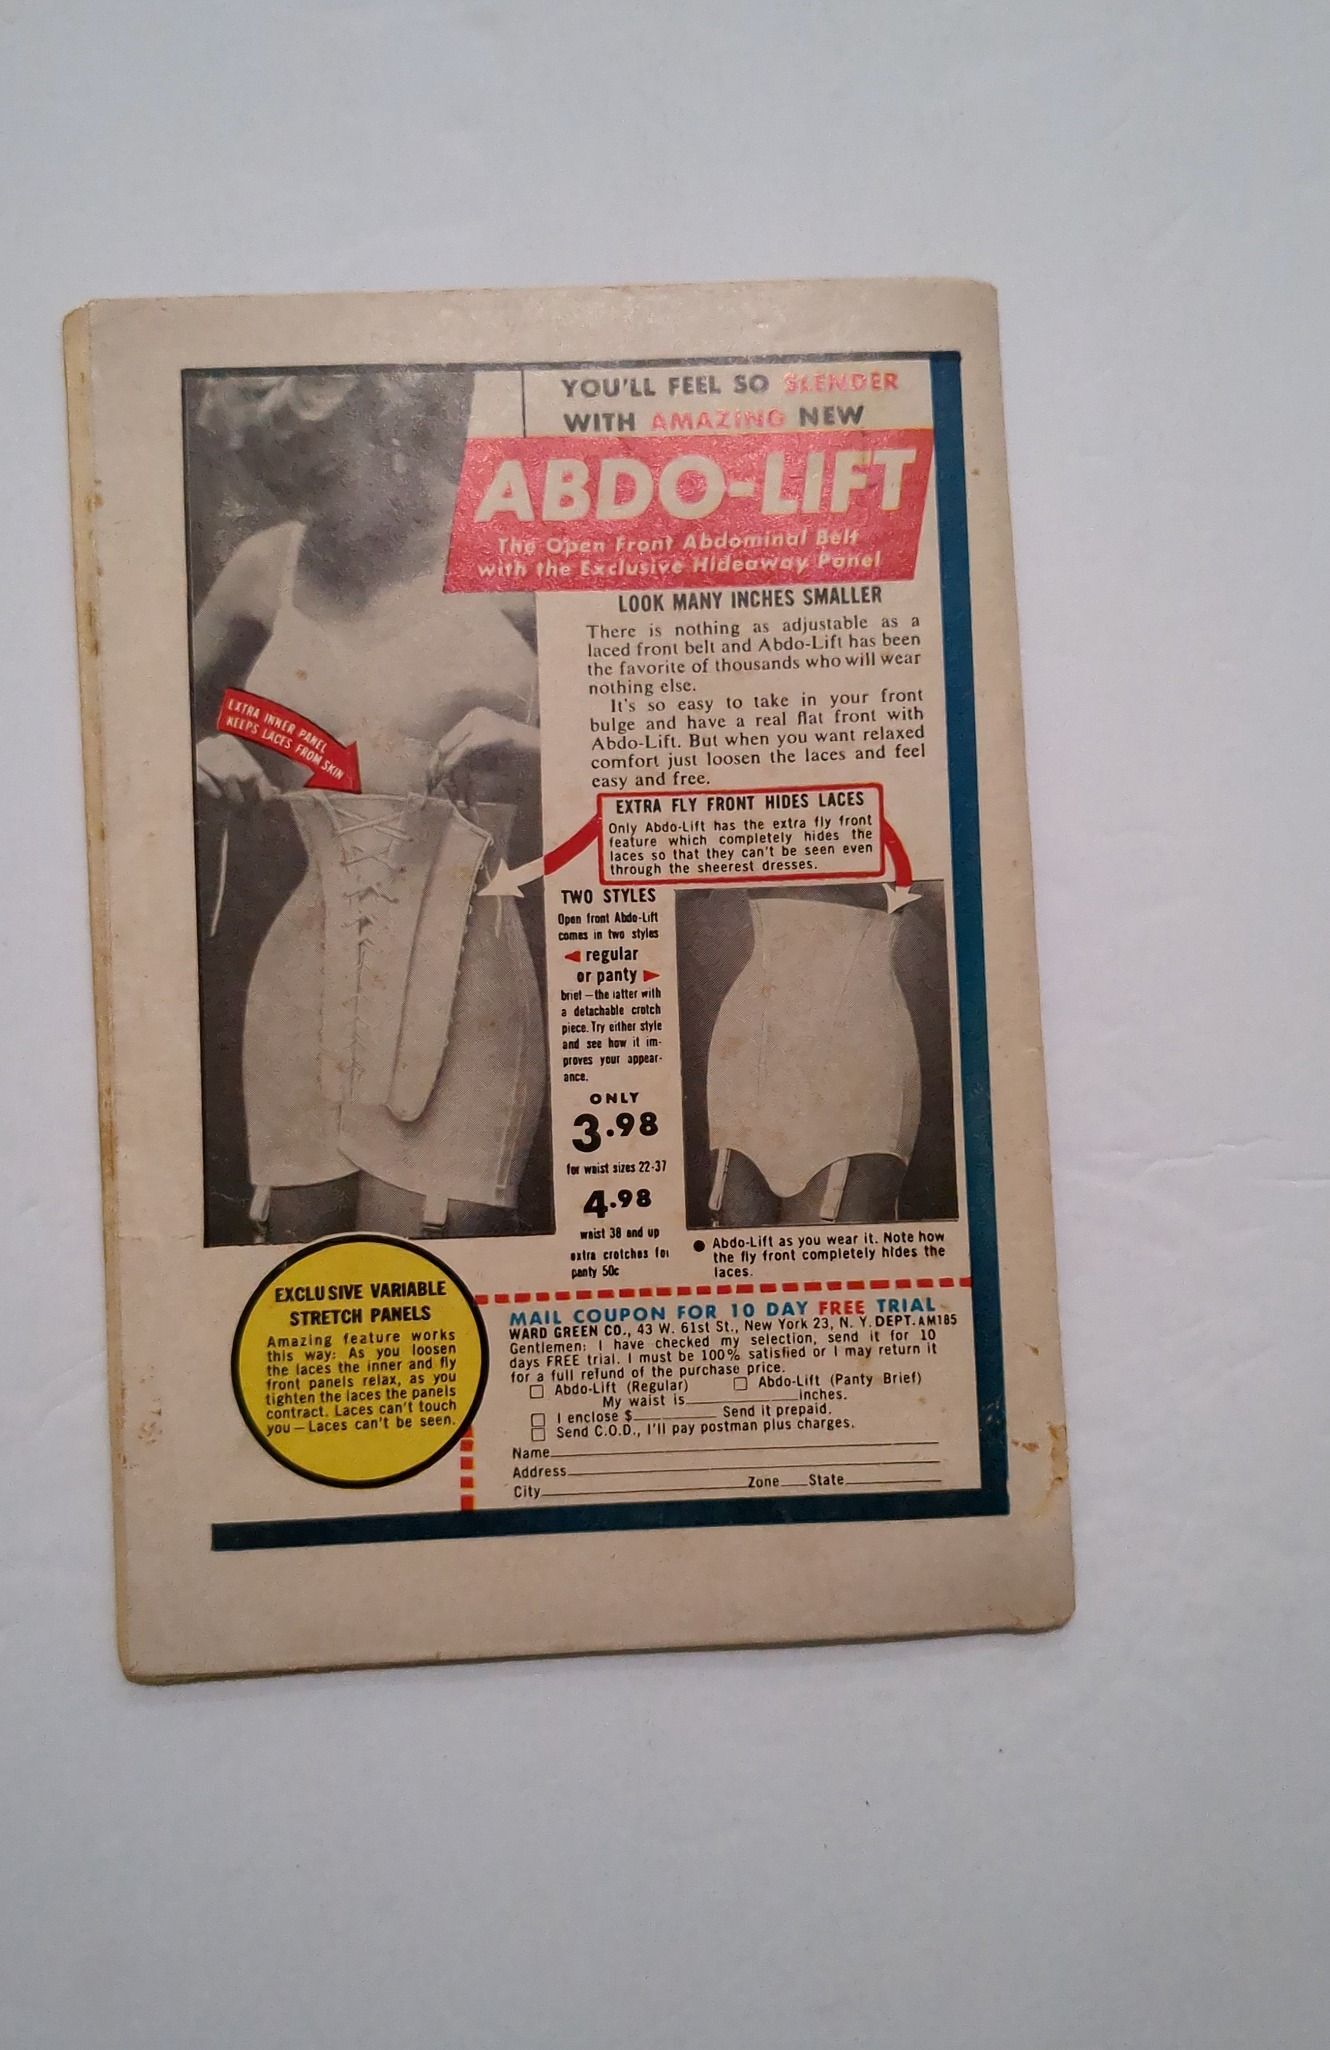 YOU'LL FEEL SO SLENDER
WITH AMAZING NEW
ABDO-LIFT
The Open Front Abdominal Belt
with the Exclusive Hideaway Panel
LOOK MANY INCHES SMALLER
There is nothing as adjustable as a
laced front belt and Abdo-Lift has been
the favorite of thousands who will wear
nothing else.
It's so easy to take in your front
bulge and have a real flat front with
Abdo-Lift. But when you want relaxed
comfort just loosen the laces and feel
easy and free.
EXTRA INNER PANEL
KEEPS LACES FROM SKIN
EXTRA FLY FRONT HIDES LACES
Only Abdo-Lift has the extra fly front
feature which completely hides the
laces so that they can't be seen even
through the sheerest dresses.
TWO STYLES
Open front Abdo-Lift
comes in two styles
regular
or panty
brief—the latter with
a detachable crotch
piece. Try either style
and see how it im-
proves your appear-
ance.
ONLY
3.98
for waist sizes 22-37
4.98
waist 38 and up
extra crotches for
panty 50c
● Abdo-Lift as you wear it. Note how
the fly front completely hides the
laces.
EXCLUSIVE VARIABLE
STRETCH PANELS
Amazing feature works
this way: As you loosen
the laces the inner and fly
front panels relax, as you
tighten the laces the panels
contract. Laces can't touch
you—Laces can't be seen.
MAIL COUPON FOR 10 DAY FREE TRIAL
WARD GREEN CO., 43 W. 61st St., New York 23, N. Y. DEPT. AM185
Gentlemen: I have checked my selection, send it for 10
days FREE trial. I must be 100% satisfied or I may return it
for a full refund of the purchase price.
□ Abdo-Lift (Regular) □ Abdo-Lift (Panty Brief)
My waist is__________inches.
□ I enclose $________ Send it prepaid.
□ Send C.O.D., I'll pay postman plus charges.
Name________
Address________
City________Zone___State________